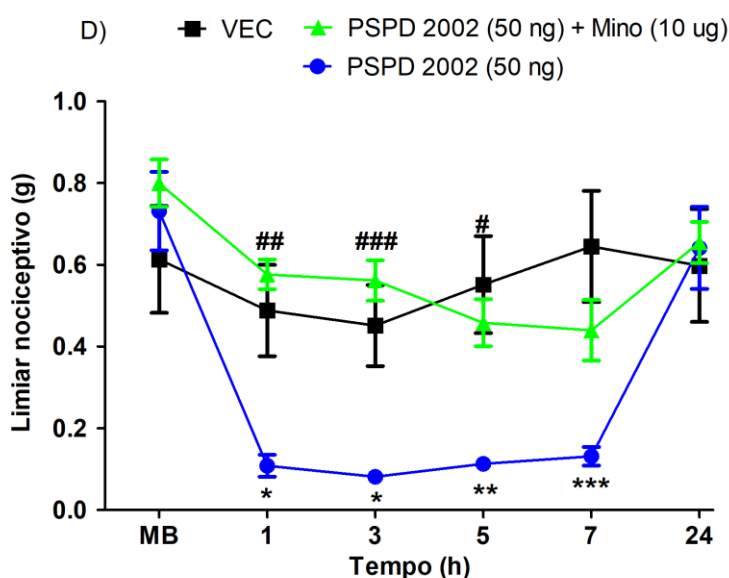 D) VEC PSPD 2002 (50 ng) + Mino (10 ug)
PSPD 2002 (50 ng)
Limiar nociceptivo (g)
1.0
0.8
0.6
0.4
0.2
0.0
## ### #
* * ** ***
MB 1 3 5 7 24
Tempo (h)